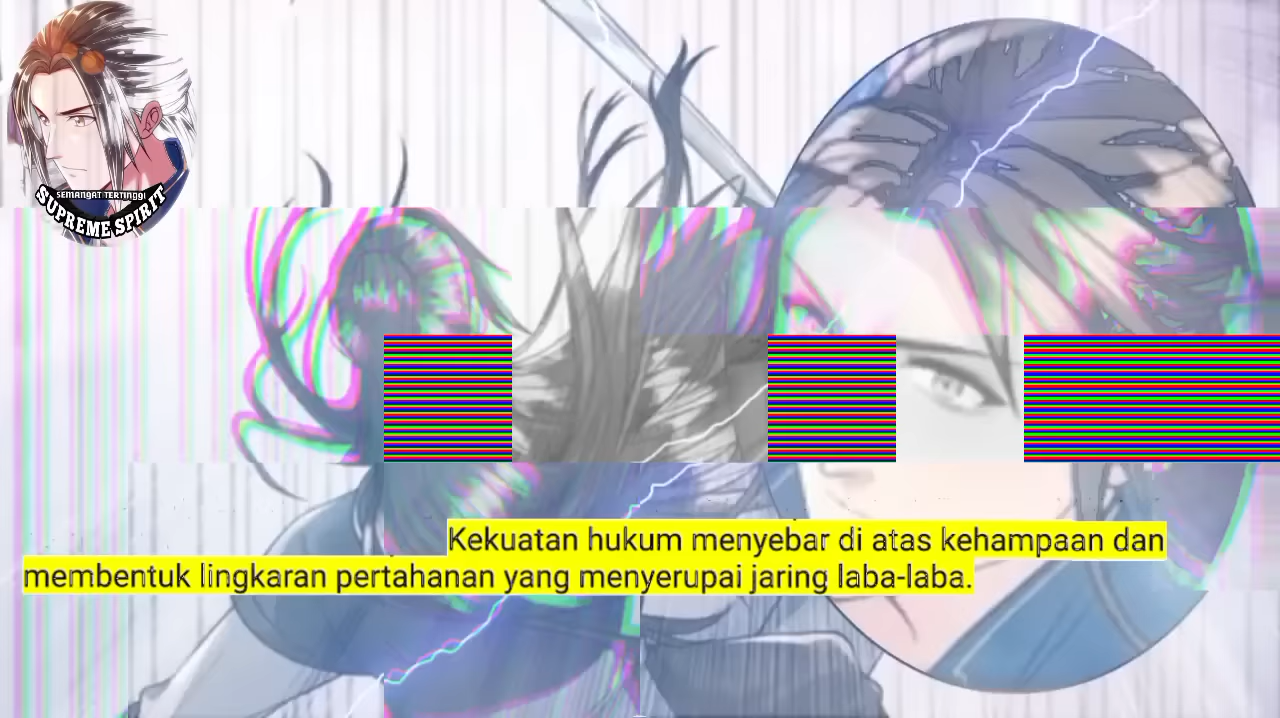 SEMANGAT TERTINGGI
SUPREME SPIRIT
Kekuatan hukum menyebar di atas kehampaan dan
membentuk lingkaran pertahanan yang menyerupai jaring laba-laba.